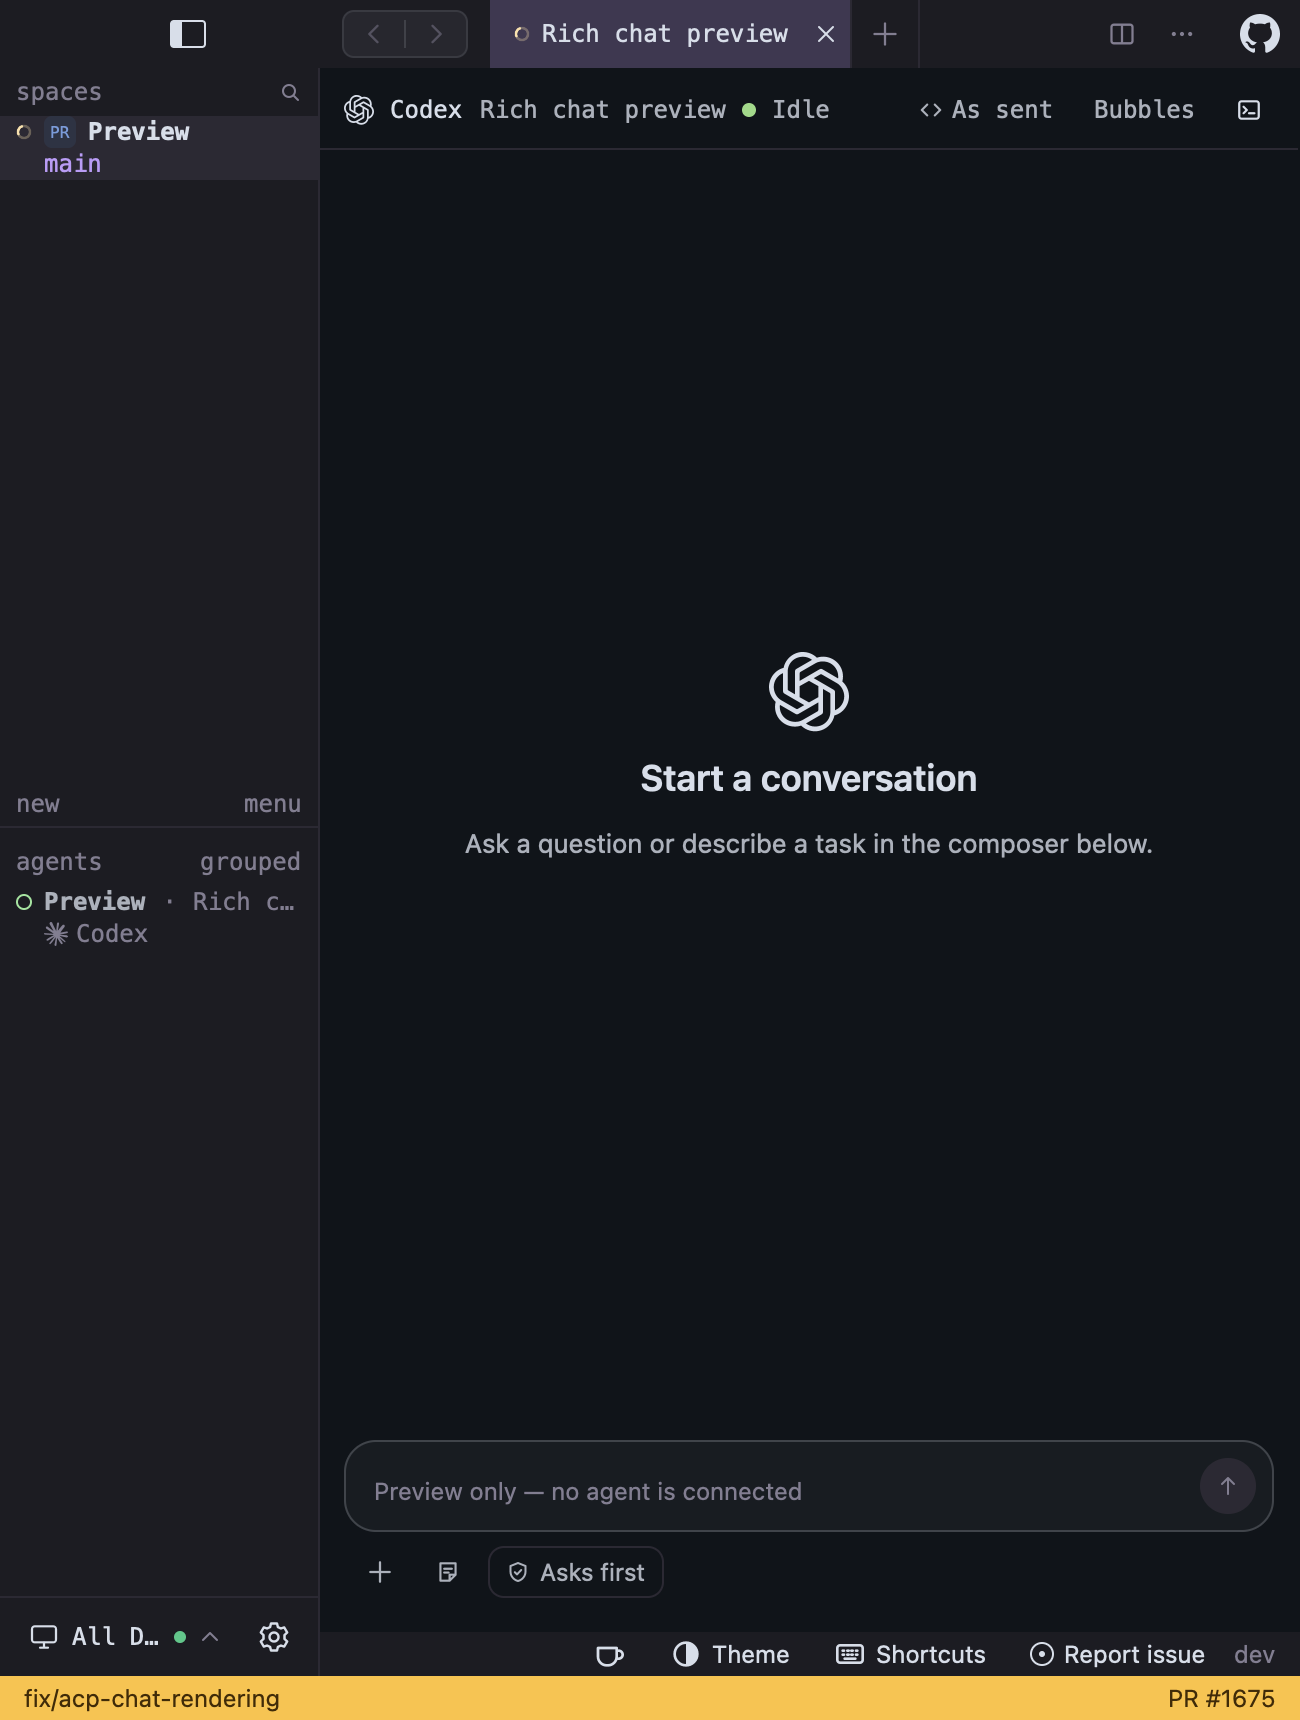 Rich chat preview
spaces
PR Preview
main
Codex Rich chat preview Idle
<> As sent
Bubbles
Start a conversation
Ask a question or describe a task in the composer below.
new
menu
agents
grouped
Preview · Rich c…
Codex
Preview only — no agent is connected
Asks first
All D…
Theme
Shortcuts
Report issue
dev
fix/acp-chat-rendering
PR #1675